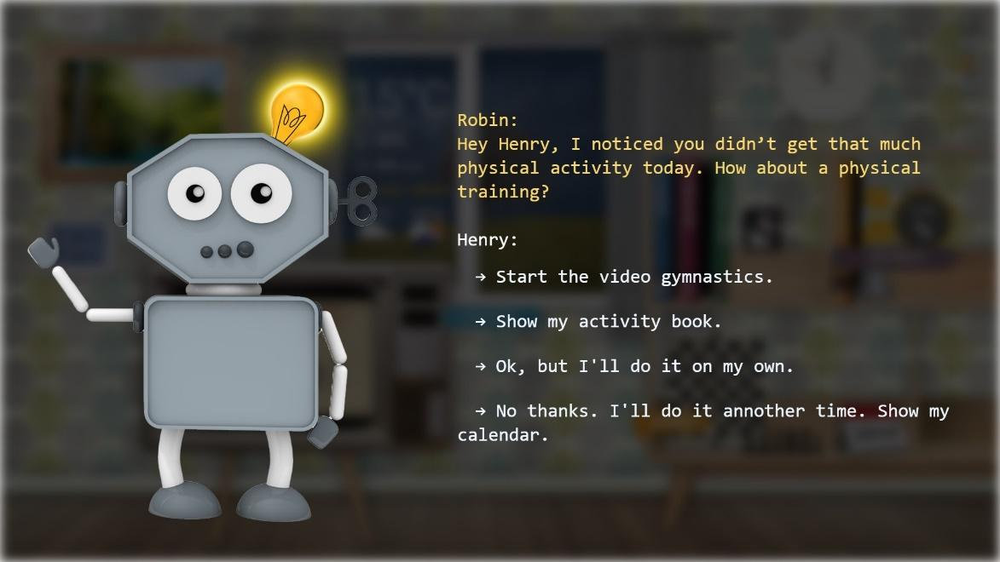 Robin:
Hey Henry, I noticed you didn’t get that much
physical activity today. How about a physical
training?
Henry:
→ Start the video gymnastics.
→ Show my activity book.
→ Ok, but I'll do it on my own.
→ No thanks. I'll do it annother time. Show my
calendar.